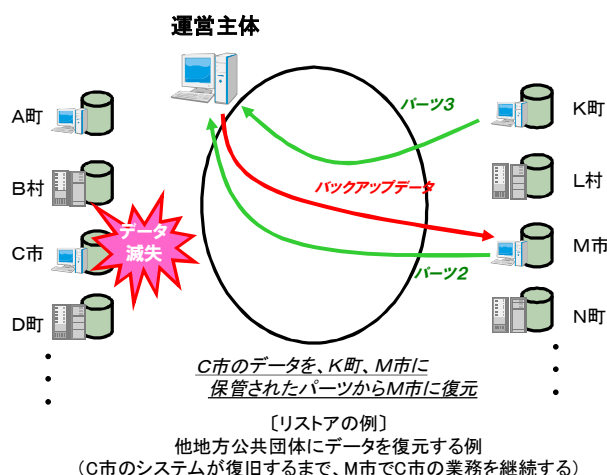 運営主体
A町
パーツ3
K町
B村
バックアップデータ
L村
データ
滅失
C市
M市
パーツ2
D町
N町
C市のデータを、K町、M市に
保管されたパーツからM市に復元
〔リストアの例〕
他地方公共団体にデータを復元する例
(C市のシステムが復旧するまで、M市でC市の業務を継続する)